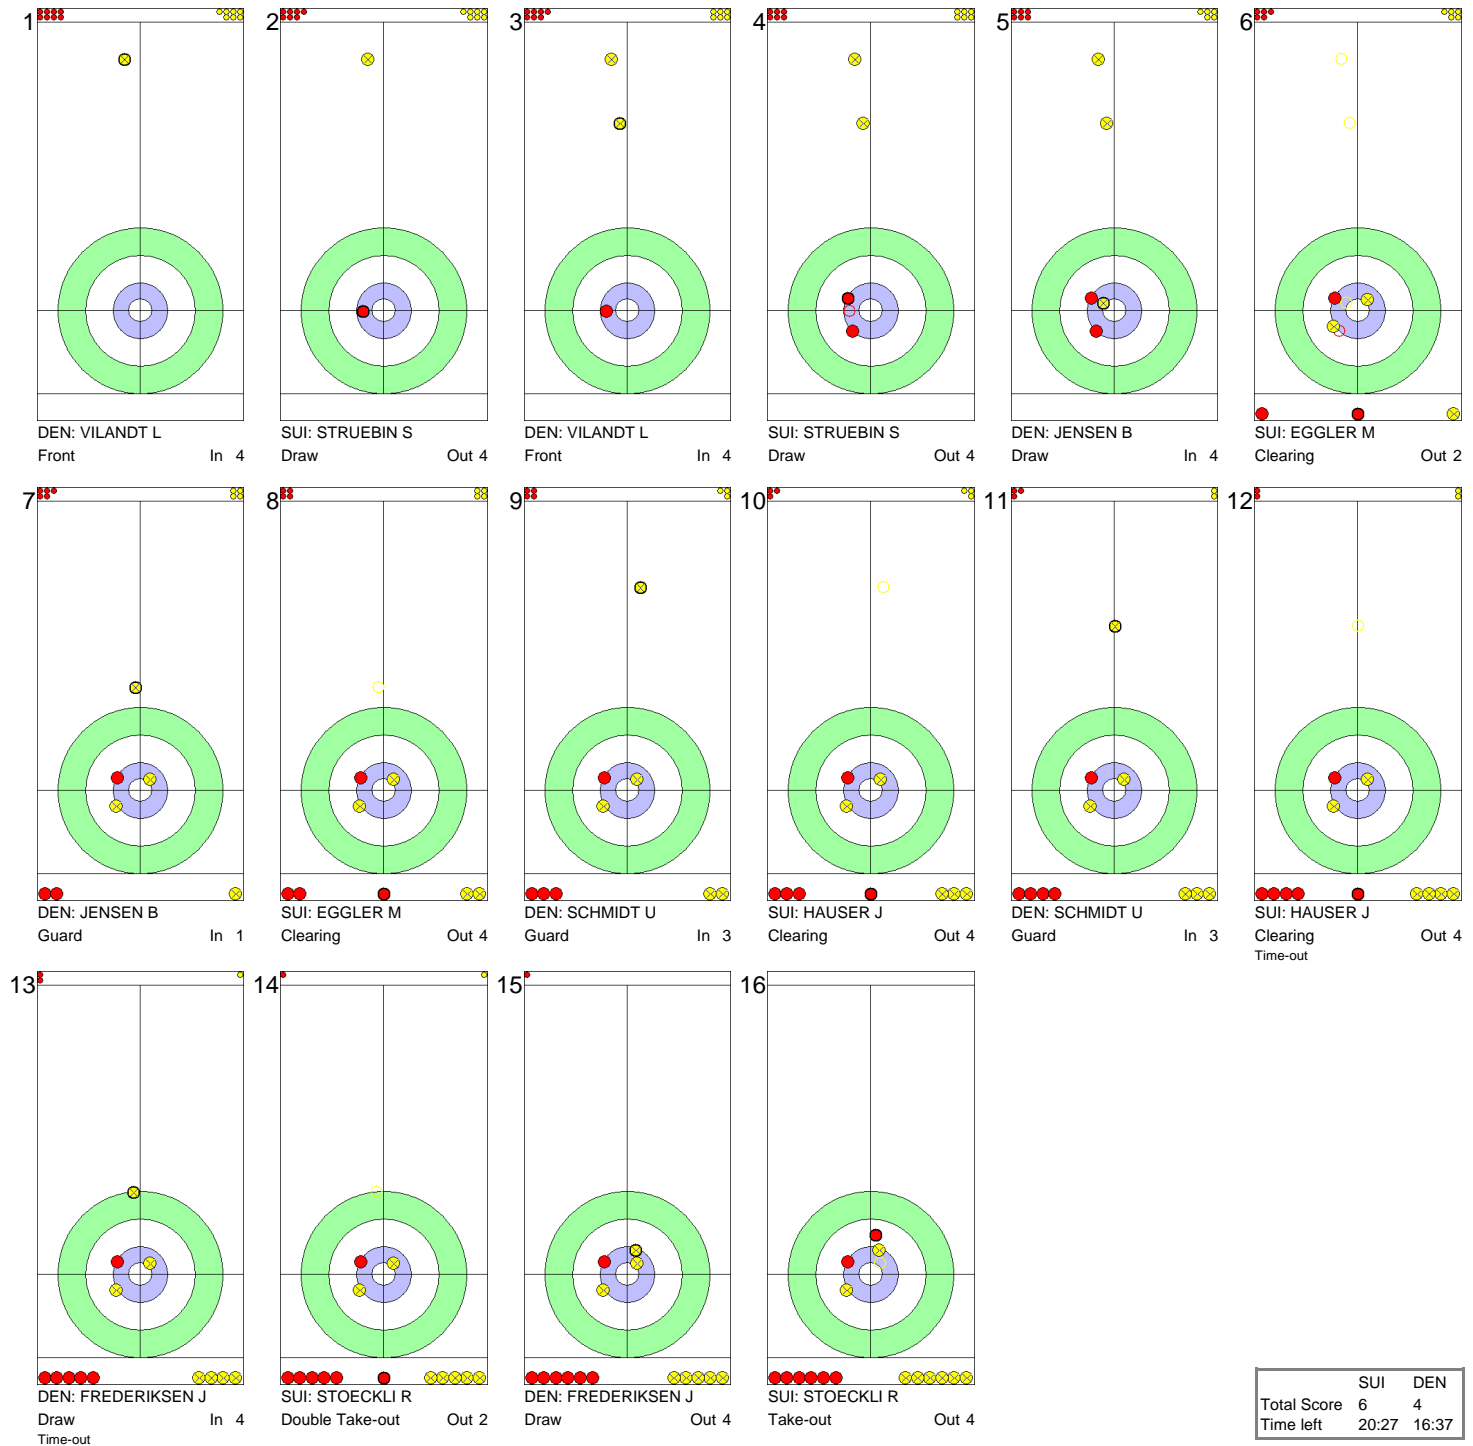 1 2 3 4 5 6
DEN: VILANDT L SUI: STRUEBIN S DEN: VILANDT L SUI: STRUEBIN S DEN: JENSEN B SUI: EGGLER M
Front In 4 Draw Out 4 Front In 4 Draw Out 4 Draw In 4 Clearing Out 2
7 8 9 10 11 12
DEN: JENSEN B SUI: EGGLER M DEN: SCHMIDT U SUI: HAUSER J DEN: SCHMIDT U SUI: HAUSER J
Guard In 1 Clearing Out 4 Guard In 3 Clearing Out 4 Guard In 3 Clearing Out 4
Time-out
13 14 15 16
DEN: FREDERIKSEN J SUI: STOECKLI R DEN: FREDERIKSEN J SUI: STOECKLI R
Draw In 4 Double Take-out Out 2 Draw Out 4 Take-out Out 4
Time-out
SUI DEN
Total Score 6 4
Time left 20:27 16:37